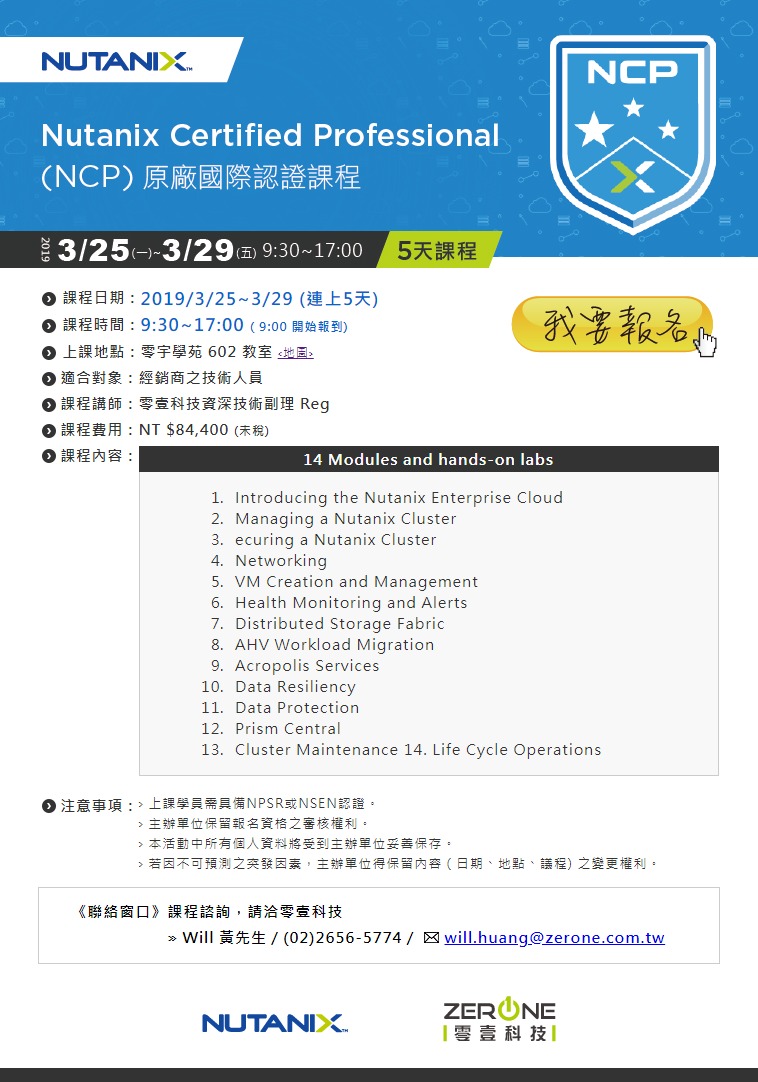 NUTANIX™
NCP
Nutanix Certified Professional
(NCP) 原廠國際認證課程
2019 3/25(一)~3/29(五) 9:30~17:00 5天課程
課程日期：2019/3/25~3/29 (連上5天)
課程時間：9:30~17:00 ( 9:00 開始報到)
我要報名
上課地點：零宇學苑 602 教室 <地圖>
適合對象：經銷商之技術人員
課程講師：零壹科技資深技術副理 Reg
課程費用：NT $84,400 (未稅)
課程內容：
14 Modules and hands-on labs
1. Introducing the Nutanix Enterprise Cloud
2. Managing a Nutanix Cluster
3. ecuring a Nutanix Cluster
4. Networking
5. VM Creation and Management
6. Health Monitoring and Alerts
7. Distributed Storage Fabric
8. AHV Workload Migration
9. Acropolis Services
10. Data Resiliency
11. Data Protection
12. Prism Central
13. Cluster Maintenance 14. Life Cycle Operations
注意事項：› 上課學員需具備NPSR或NSEN認證。
› 主辦單位保留報名資格之審核權利。
› 本活動中所有個人資料將受到主辦單位妥善保存。
› 若因不可預測之突發因素，主辦單位得保留內容 ( 日期、地點、議程) 之變更權利。
《聯絡窗口》課程諮詢，請洽零壹科技
» Will 黃先生 / (02)2656-5774 / will.huang@zerone.com.tw
NUTANIX™
ZERONE
零壹科技